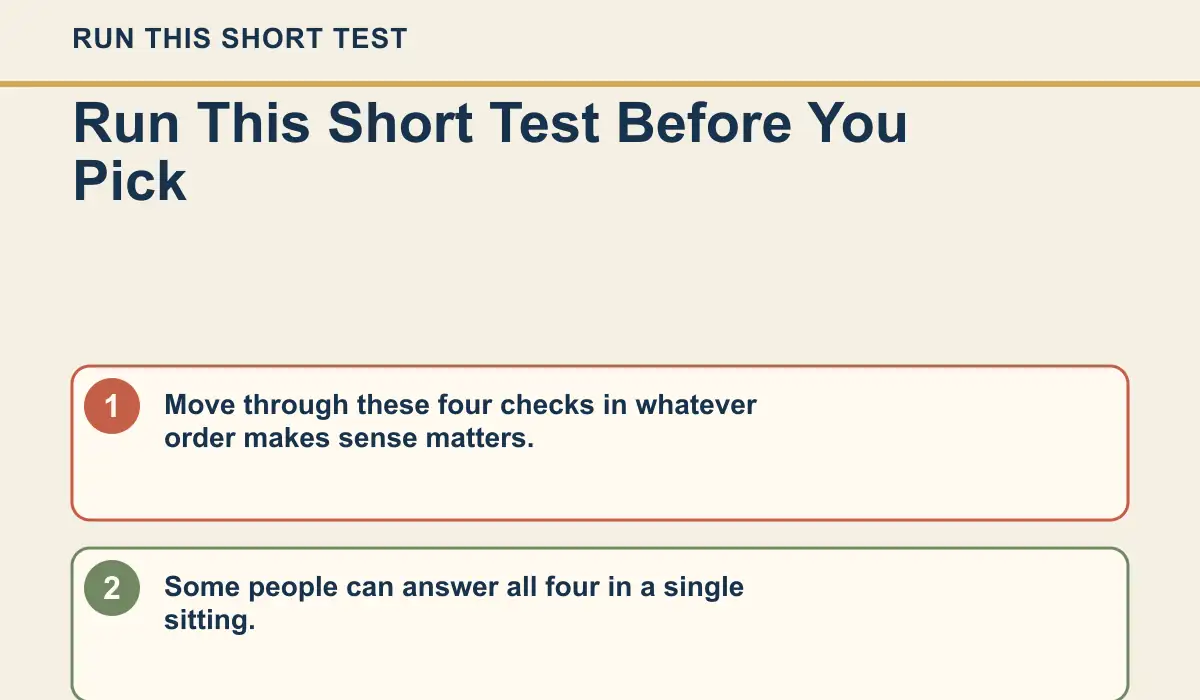 RUN THIS SHORT TEST
Run This Short Test Before You
Pick
1
Move through these four checks in whatever
order makes sense matters.
2
Some people can answer all four in a single
sitting.